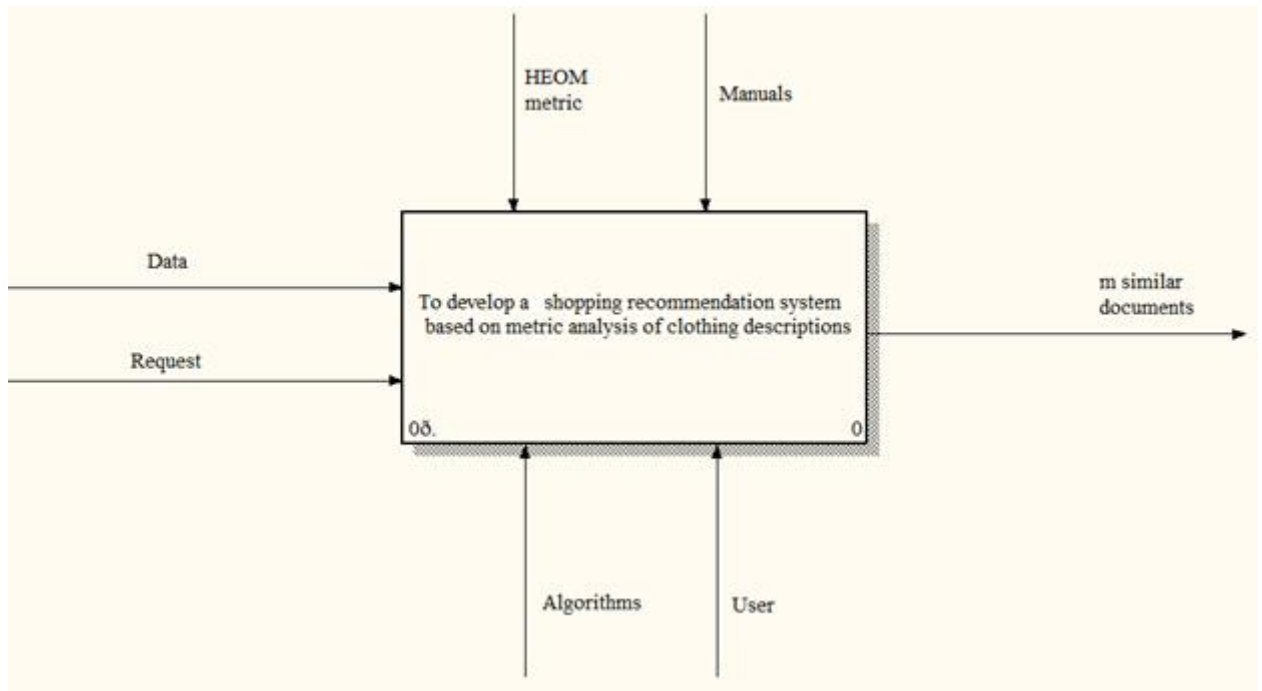 HEOM
metric
Manuals
Data
To develop a shopping recommendation system
based on metric analysis of clothing descriptions
m similar
documents
Request
0ð.
0
Algorithms
User